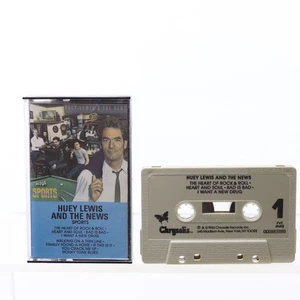 SPORTS
HUEY LEWIS
AND THE NEWS
SPORTS
THE HEART OF ROCK & ROLL •
HEART AND SOUL • BAD IS BAD •
I WANT A NEW DRUG
WALKING ON A THIN LINE •
FINALLY FOUND A HOME • IF THIS IS IT •
YOU CRACK ME UP •
HONKY TONK BLUES
HUEY LEWIS AND THE NEWS
THE HEART OF ROCK & ROLL •
HEART AND SOUL • BAD IS BAD •
I WANT A NEW DRUG
Chrysalis
1